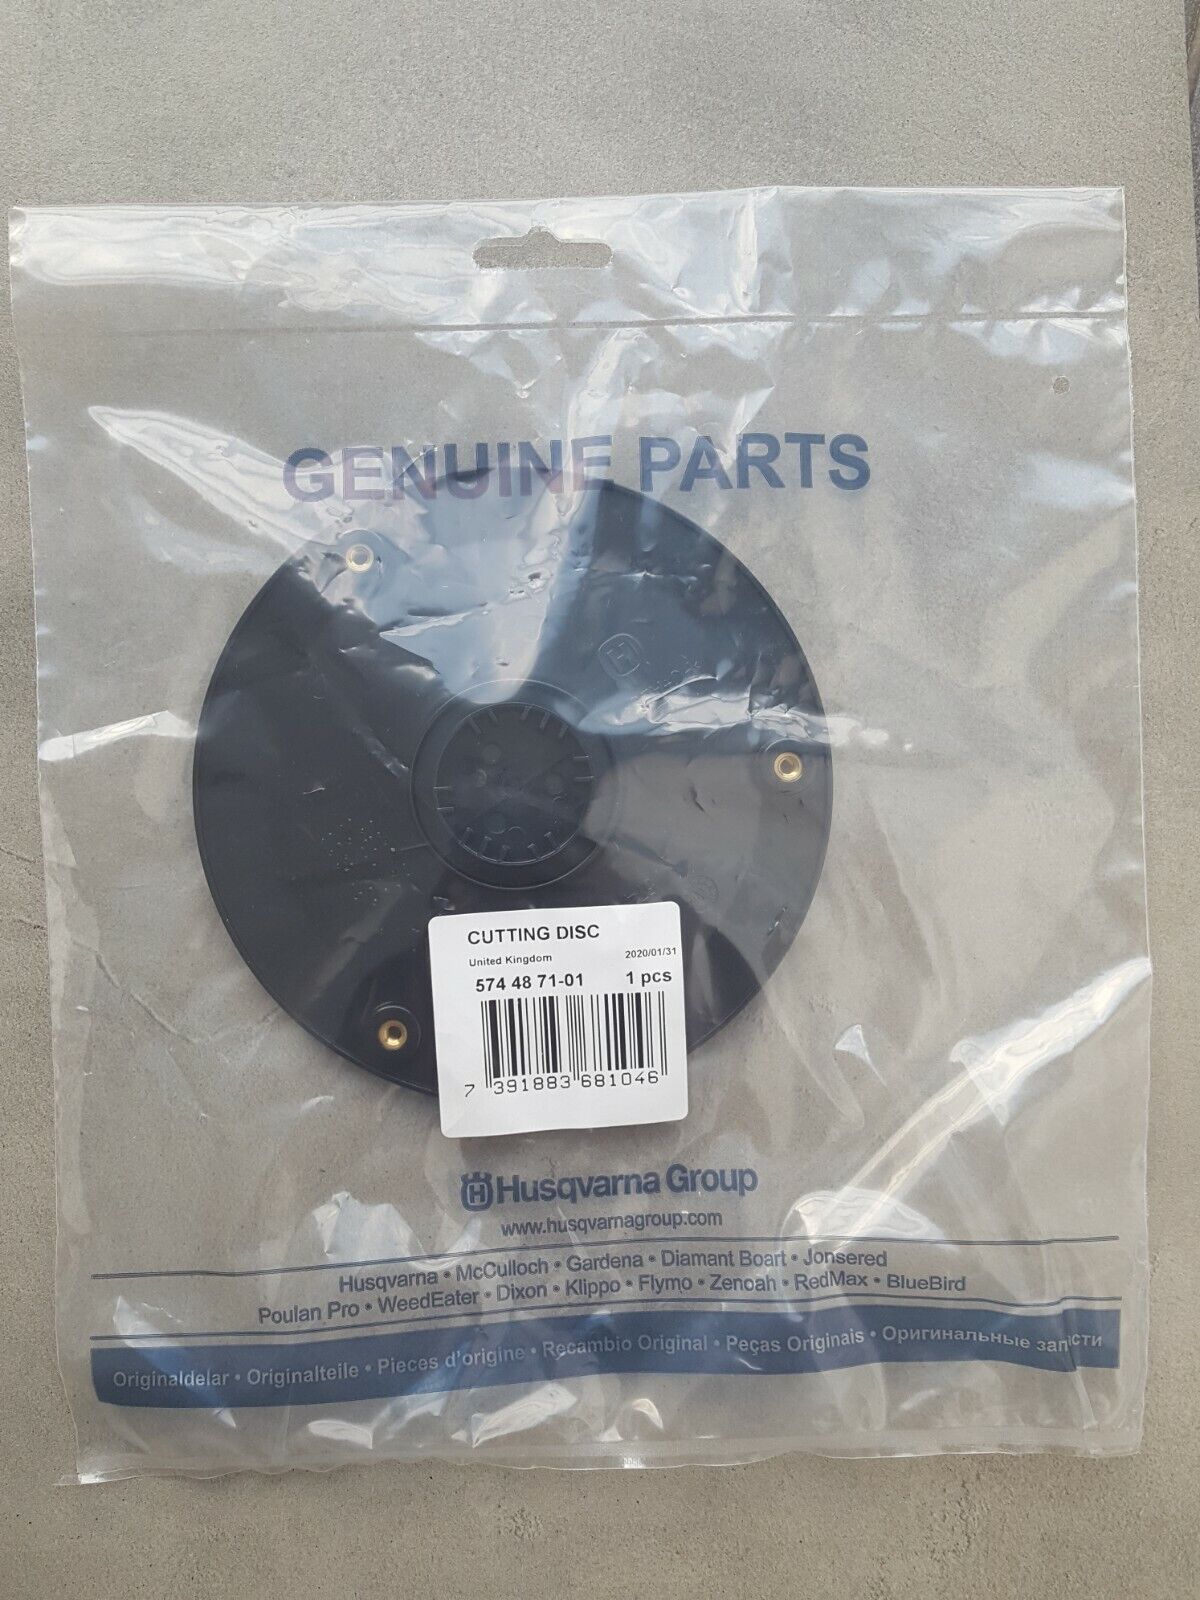 GENUINE PARTS
CUTTING DISC
United Kingdom 2020/01/31
574 48 71-01 1 pcs
7 391883 681046
Husqvarna Group
www.husqvarnagroup.com
Husqvarna • McCulloch • Gardena • Diamant Boart • Jonsered
Poulan Pro • WeedEater • Dixon • Klippo • Flymo • Zenoah • RedMax • BlueBird
Originaldelar • Originalteile • Pieces d'origine • Recambio Original • Peças Originais • Оригинальные запчасти